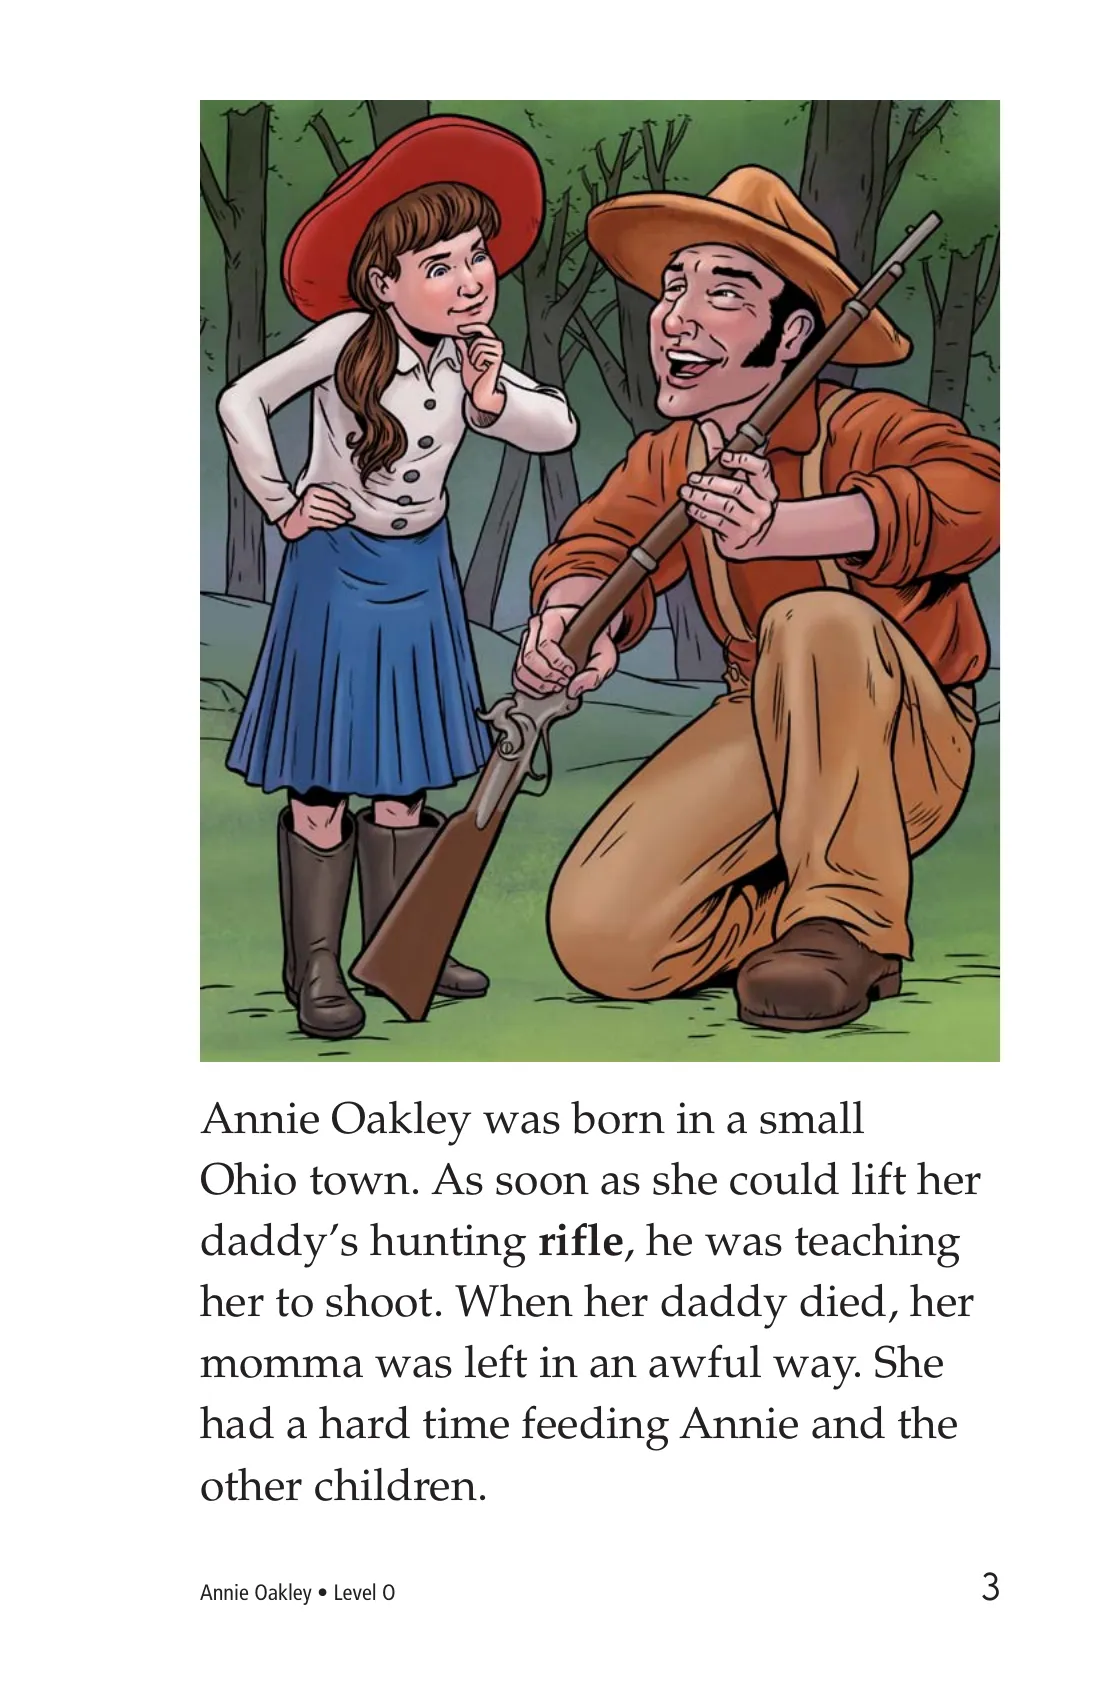 Annie Oakley was born in a small
Ohio town. As soon as she could lift her
daddy’s hunting rifle, he was teaching
her to shoot. When her daddy died, her
momma was left in an awful way. She
had a hard time feeding Annie and the
other children.
Annie Oakley • Level O
3